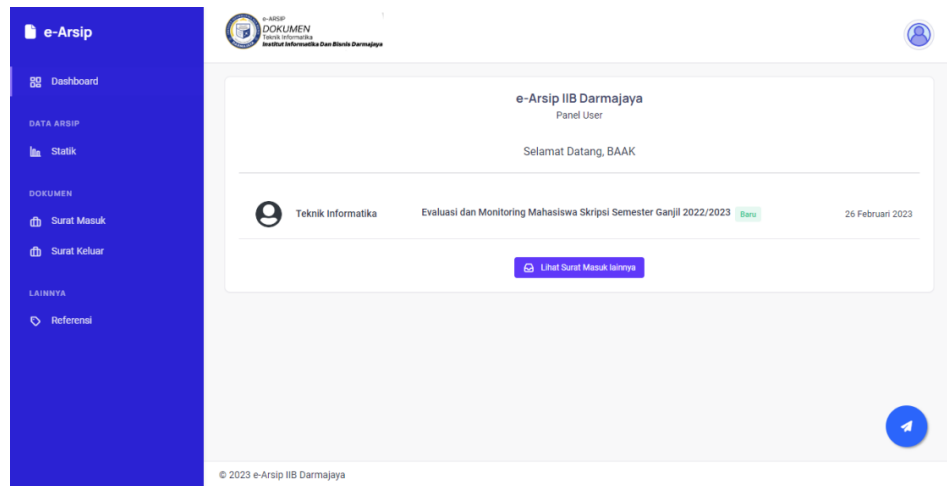 e-Arsip
Dashboard
DATA ARSIP
Statik
DOKUMEN
Surat Masuk
Surat Keluar
LAINNYA
Referensi
e-ARSIP
DOKUMEN
Teknik Informatika
Institut Informatika Dan Bisnis Darmajaya
e-Arsip IIB Darmajaya
Panel User
Selamat Datang, BAAK
Teknik Informatika Evaluasi dan Monitoring Mahasiswa Skripsi Semester Ganjil 2022/2023 Baru 26 Februari 2023
Lihat Surat Masuk lainnya
© 2023 e-Arsip IIB Darmajaya